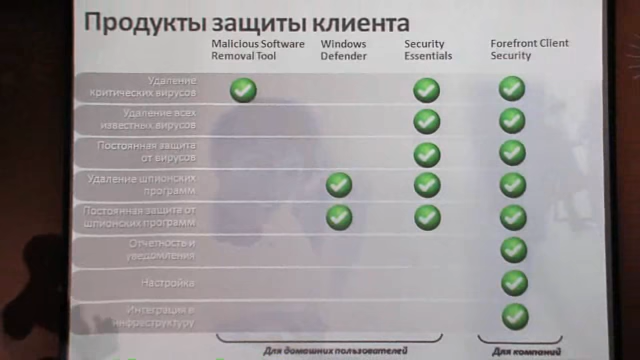 Продукты защиты клиента
Malicious Software
Removal Tool
Windows
Defender
Security
Essentials
Forefront Client
Security
Удаление
критических вирусов
Удаление всех
известных вирусов
Постоянная защита
от вирусов
Удаление шпионских
программ
Постоянная защита от
шпионских программ
Отчетность и
уведомления
Настройка
Интеграция в
инфраструктуру
Для домашних пользователей
Для компаний